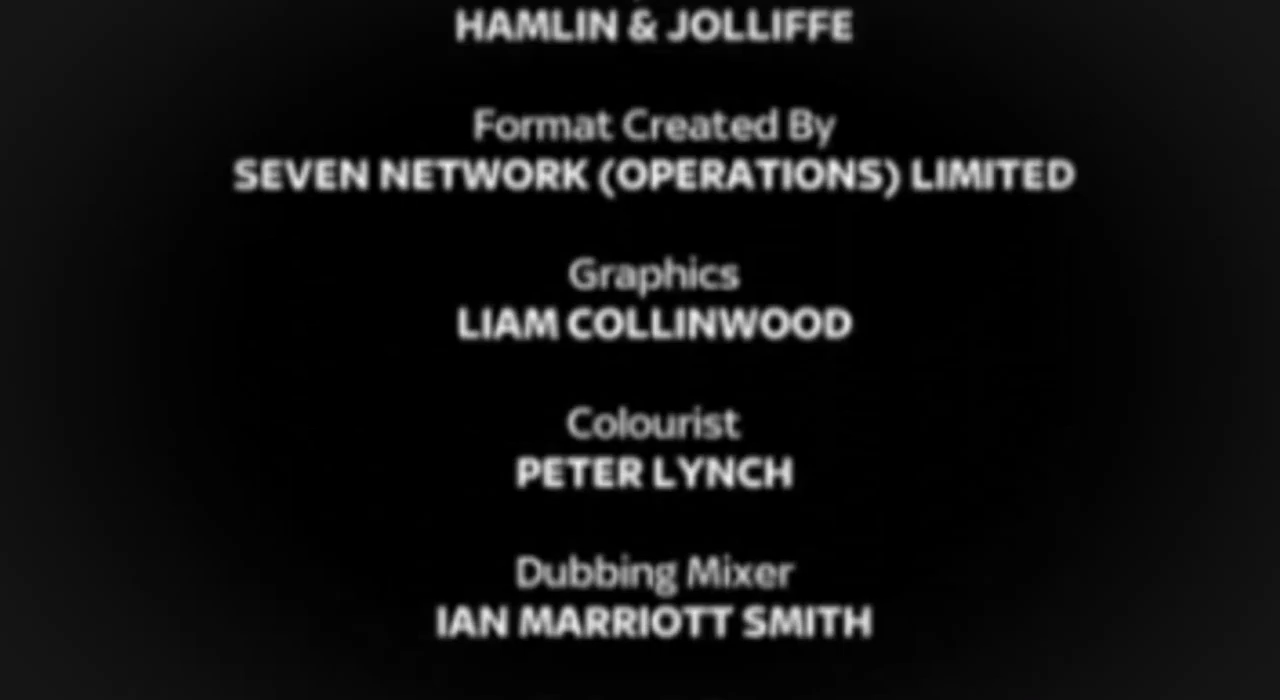 HAMLIN & JOLLIFFE
Format Created By
SEVEN NETWORK (OPERATIONS) LIMITED
Graphics
LIAM COLLINWOOD
Colourist
PETER LYNCH
Dubbing Mixer
IAN MARRIOTT SMITH